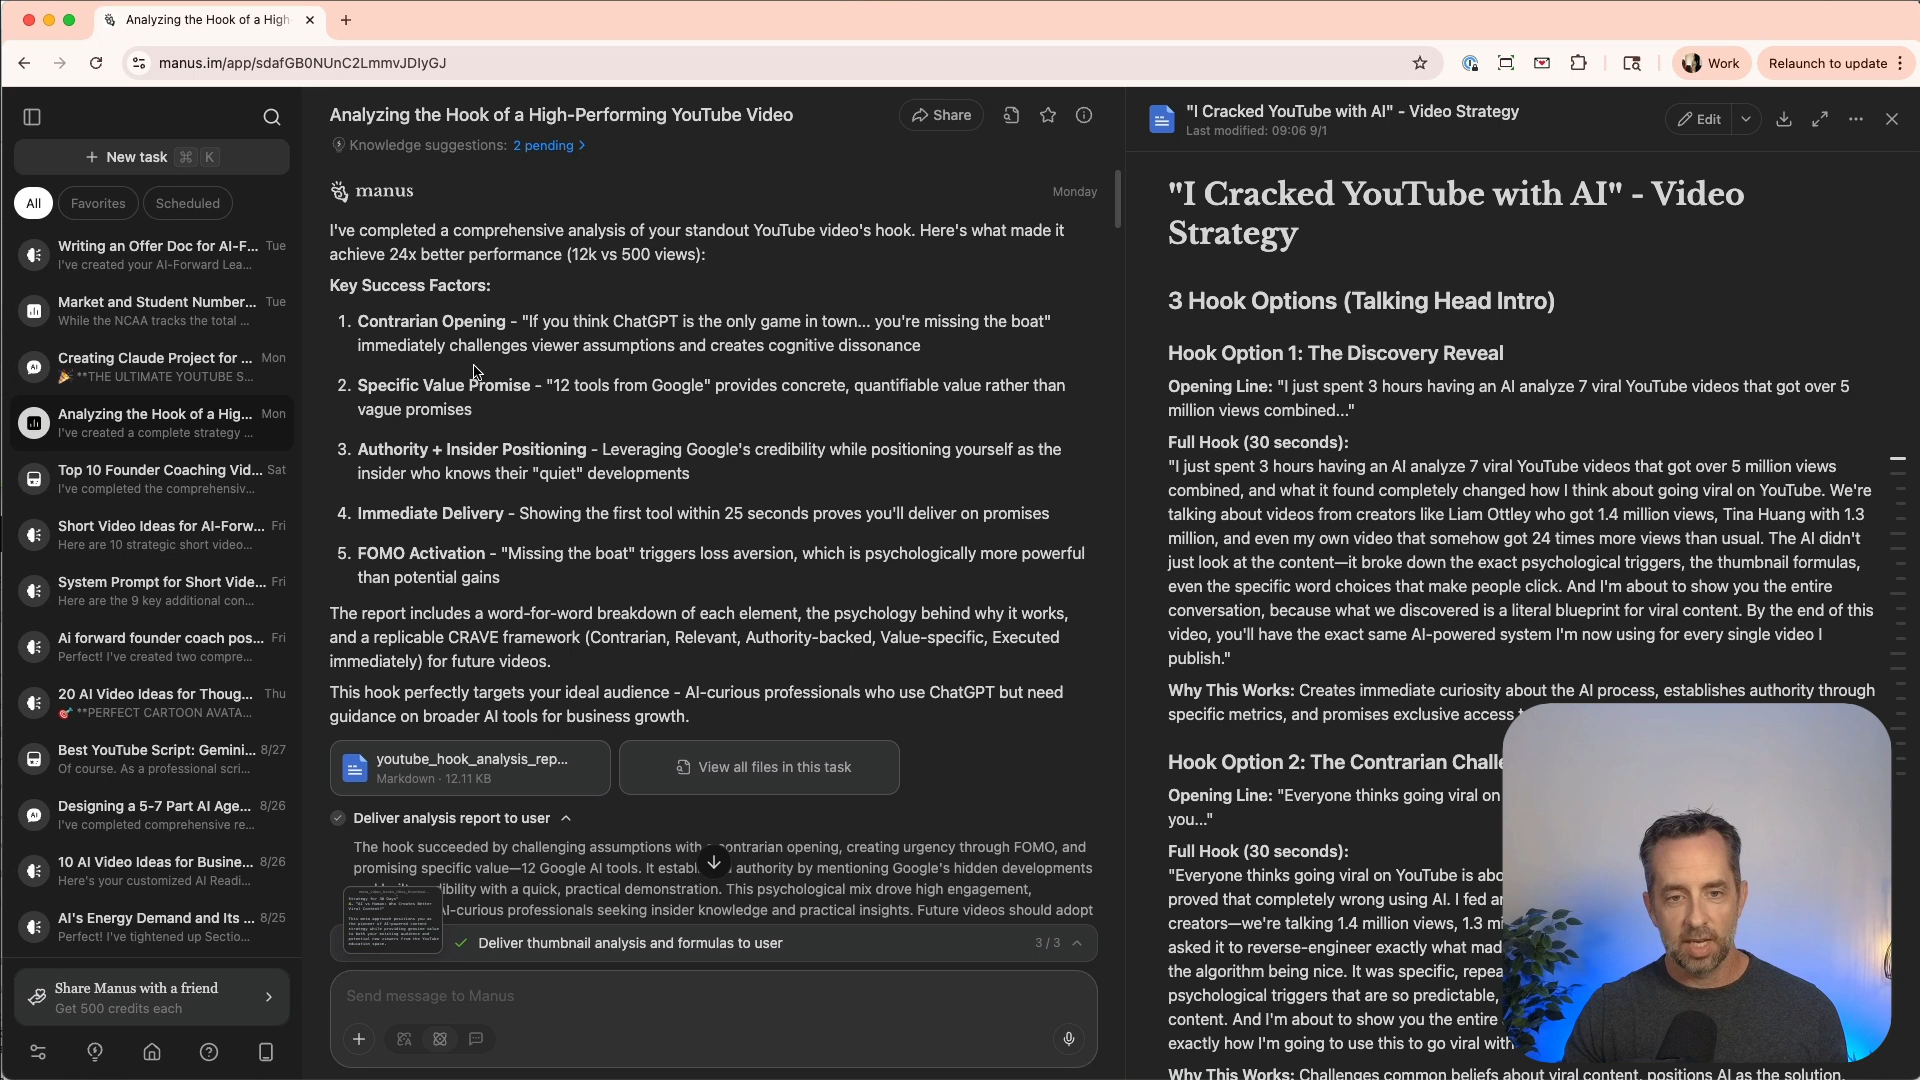 Analyzing the Hook of a High
manus.im/app/sdafGB0NUnC2LmmvJDIyGJ
Work
Relaunch to update
New task ⌘ K
All
Favorites
Scheduled
Writing an Offer Doc for AI-F... Tue
I've created your AI-Forward Lea...
Market and Student Number... Tue
While the NCAA tracks the total ...
Creating Claude Project for ... Mon
🎉 **THE ULTIMATE YOUTUBE S...
Analyzing the Hook of a Hig... Mon
I've created a complete strategy ...
Top 10 Founder Coaching Vid... Sat
I've completed the comprehensiv...
Short Video Ideas for AI-Forw... Fri
Here are 10 strategic short video...
System Prompt for Short Vide... Fri
Here are the 9 key additional con...
Ai forward founder coach pos... Fri
Perfect! I've created two compre...
20 AI Video Ideas for Thoug... Thu
🎯 **PERFECT CARTOON AVATA...
Best YouTube Script: Gemini... 8/27
Of course. As a professional scri...
Designing a 5-7 Part AI Age... 8/26
I've completed comprehensive re...
10 AI Video Ideas for Busine... 8/26
Here's your customized AI Readi...
AI's Energy Demand and Its ... 8/25
Perfect! I've tightened up Sectio...
Share Manus with a friend
Get 500 credits each
Analyzing the Hook of a High-Performing YouTube Video
Share
Knowledge suggestions: 2 pending
manus
Monday
I've completed a comprehensive analysis of your standout YouTube video's hook. Here's what made it
achieve 24x better performance (12k vs 500 views):
Key Success Factors:
1. Contrarian Opening - "If you think ChatGPT is the only game in town... you're missing the boat"
immediately challenges viewer assumptions and creates cognitive dissonance
2. Specific Value Promise - "12 tools from Google" provides concrete, quantifiable value rather than
vague promises
3. Authority + Insider Positioning - Leveraging Google's credibility while positioning yourself as the
insider who knows their "quiet" developments
4. Immediate Delivery - Showing the first tool within 25 seconds proves you'll deliver on promises
5. FOMO Activation - "Missing the boat" triggers loss aversion, which is psychologically more powerful
than potential gains
The report includes a word-for-word breakdown of each element, the psychology behind why it works,
and a replicable CRAVE framework (Contrarian, Relevant, Authority-backed, Value-specific, Executed
immediately) for future videos.
This hook perfectly targets your ideal audience - AI-curious professionals who use ChatGPT but need
guidance on broader AI tools for business growth.
youtube_hook_analysis_rep...
Markdown · 12.11 KB
View all files in this task
Deliver analysis report to user
The hook succeeded by challenging assumptions with a contrarian opening, creating urgency through FOMO, and
promising specific value—12 Google AI tools. It authority by mentioning Google's hidden developments
credibility with a quick, practical demonstration. This psychological mix drove high engagement,
AI-curious professionals seeking insider knowledge and practical insights. Future videos should adopt
Deliver thumbnail analysis and formulas to user
3 / 3
Send message to Manus
"I Cracked YouTube with AI" - Video Strategy
Last modified: 09:06 9/1
Edit
"I Cracked YouTube with AI" - Video
Strategy
3 Hook Options (Talking Head Intro)
Hook Option 1: The Discovery Reveal
Opening Line: "I just spent 3 hours having an AI analyze 7 viral YouTube videos that got over 5
million views combined..."
Full Hook (30 seconds):
"I just spent 3 hours having an AI analyze 7 viral YouTube videos that got over 5 million views
combined, and what it found completely changed how I think about going viral on YouTube. We're
talking about videos from creators like Liam Ottley who got 1.4 million views, Tina Huang with 1.3
million, and even my own video that somehow got 24 times more views than usual. The AI didn't
just look at the content—it broke down the exact psychological triggers, the thumbnail formulas,
even the specific word choices that make people click. And I'm about to show you the entire
conversation, because what we discovered is a literal blueprint for viral content. By the end of this
video, you'll have the exact same AI-powered system I'm now using for every single video I
publish."
Why This Works: Creates immediate curiosity about the AI process, establishes authority through
specific metrics, and promises exclusive access
Hook Option 2: The Contrarian
Opening Line: "Everyone thinks going viral on
you..."
Full Hook (30 seconds):
"Everyone thinks going viral on YouTube is
proved that completely wrong using AI. I fed
creators—we're talking 1.4 million views, 1.3
asked it to reverse-engineer exactly what
the algorithm being nice. It was specific,
psychological triggers that are so predictable,
content. And I'm about to show you the entire
exactly how I'm going to use this to go viral
Why This Works: Challenges common beliefs about viral content, positions AI as the solution,